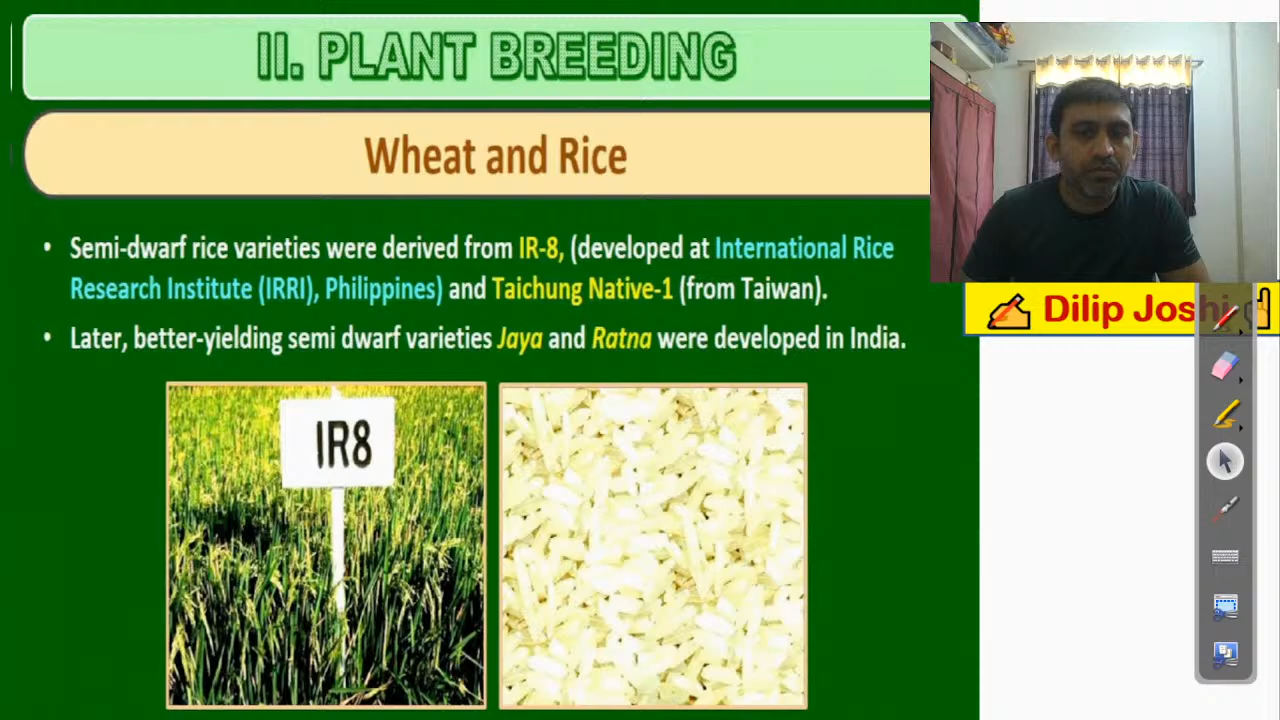 II. PLANT BREEDING
Wheat and Rice
• Semi-dwarf rice varieties were derived from IR-8, (developed at International Rice
Research Institute (IRRI), Philippines) and Taichung Native-1 (from Taiwan).
• Later, better-yielding semi dwarf varieties Jaya and Ratna were developed in India.
IR8
Dilip Joshi